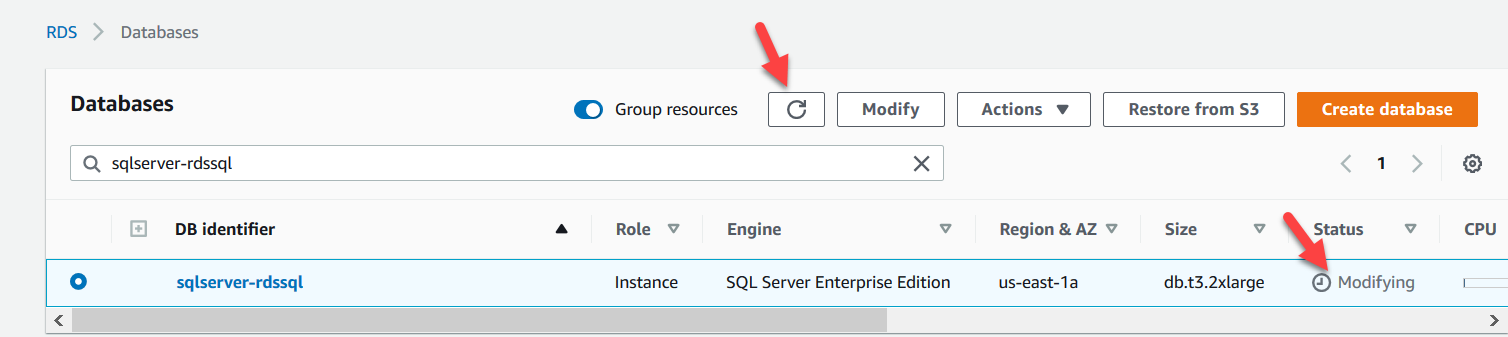 RDS > Databases
Databases Group resources Modify Actions Restore from S3 Create database
sqlserver-rdssql 1
DB identifier Role Engine Region & AZ Size Status CPU
sqlserver-rdssql Instance SQL Server Enterprise Edition us-east-1a db.t3.2xlarge Modifying